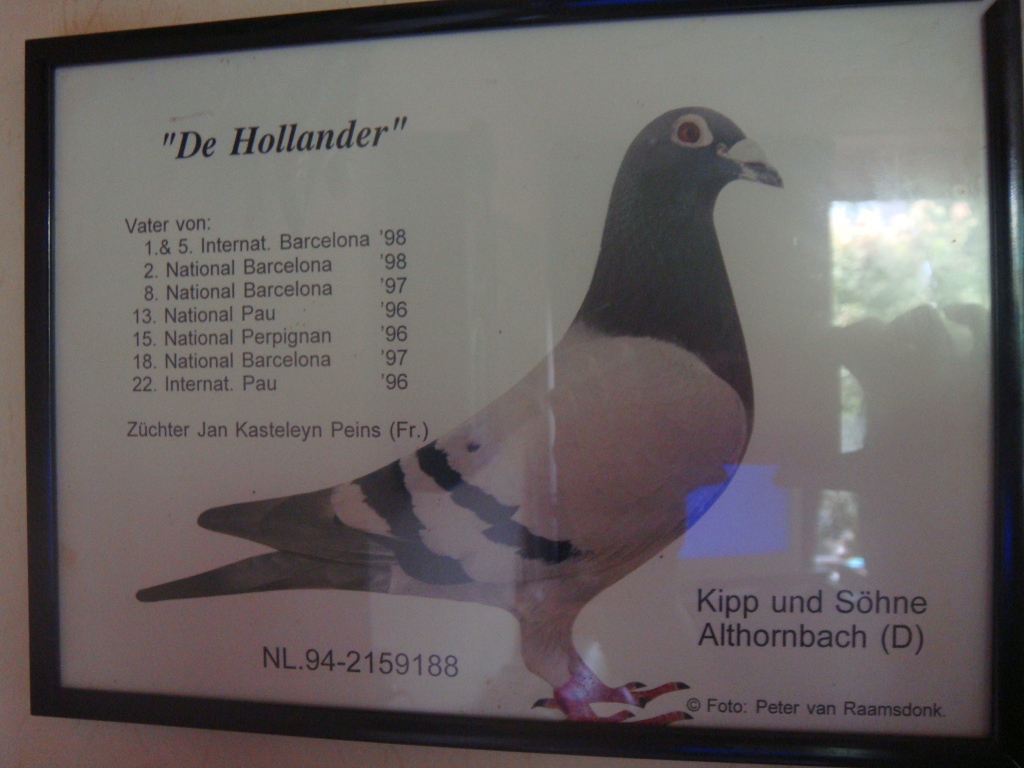 "De Hollander"
Vater von:
1.& 5. Internat. Barcelona '98
2. National Barcelona '98
8. National Barcelona '97
13. National Pau '96
15. National Perpignan '96
18. National Barcelona '97
22. Internat. Pau '96
Züchter Jan Kasteleyn Peins (Fr.)
Kipp und Söhne
Althornbach (D)
NL.94-2159188
© Foto: Peter van Raamsdonk.